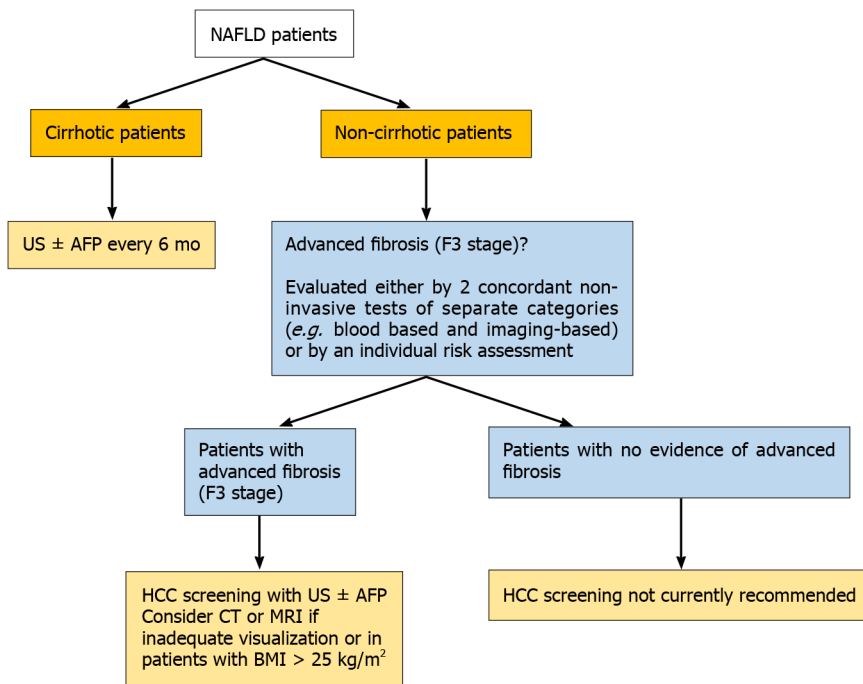 NAFLD patients
Cirrhotic patients
Non-cirrhotic patients
US ± AFP every 6 mo
Advanced fibrosis (F3 stage)?
Evaluated either by 2 concordant non-
invasive tests of separate categories
(e.g. blood based and imaging-based)
or by an individual risk assessment
Patients with
advanced fibrosis
(F3 stage)
Patients with no evidence of advanced
fibrosis
HCC screening with US ± AFP
Consider CT or MRI if
inadequate visualization or in
patients with BMI > 25 kg/m²
HCC screening not currently recommended